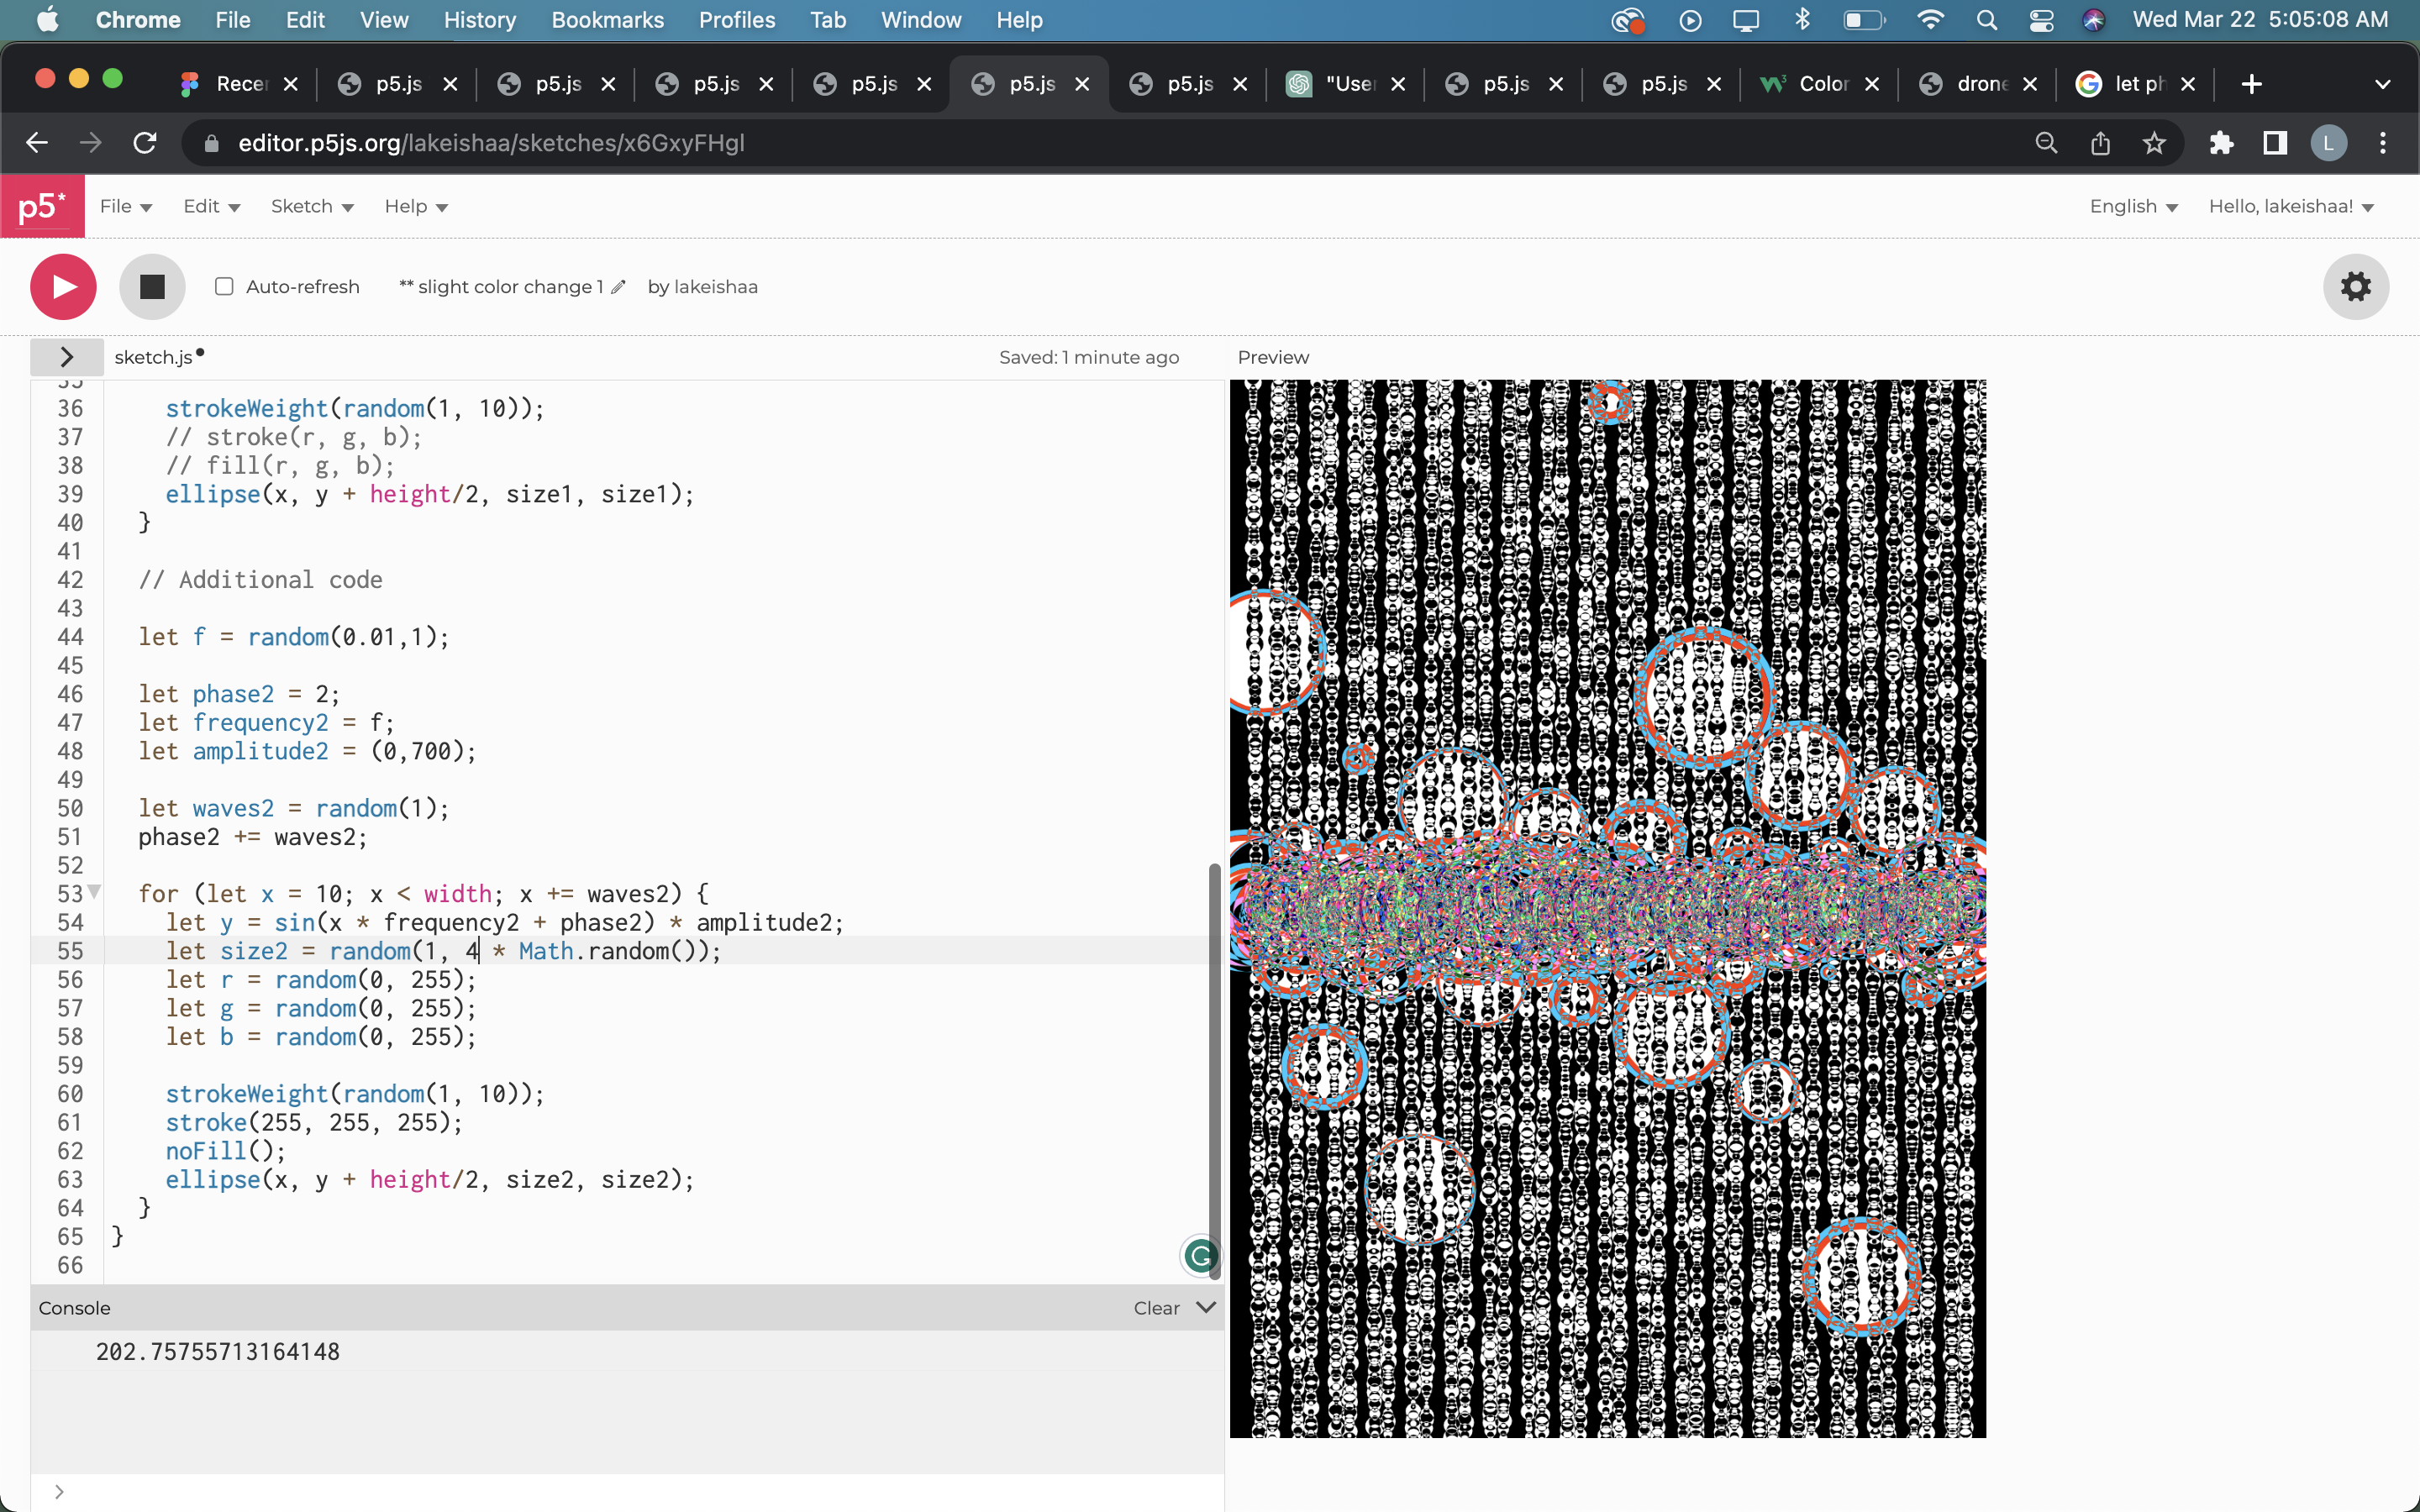 Chrome File Edit View History Bookmarks Profiles Tab Window Help Wed Mar 22 5:05:08 AM
Recer p5.js p5.js p5.js p5.js p5.js p5.js "User p5.js p5.js Color drone let ph
editor.p5js.org/lakeishaa/sketches/x6GxyFHgl L
p5* File Edit Sketch Help English Hello, lakeishaa!
Auto-refresh ** slight color change 1 by lakeishaa
sketch.js Saved: 1 minute ago Preview
35
36 strokeWeight(random(1, 10));
37 // stroke(r, g, b);
38 // fill(r, g, b);
39 ellipse(x, y + height/2, size1, size1);
40 }
41
42 // Additional code
43
44 let f = random(0.01,1);
45
46 let phase2 = 2;
47 let frequency2 = f;
48 let amplitude2 = (0,700);
49
50 let waves2 = random(1);
51 phase2 += waves2;
52
53 for (let x = 10; x < width; x += waves2) {
54 let y = sin(x * frequency2 + phase2) * amplitude2;
55 let size2 = random(1, 4 * Math.random());
56 let r = random(0, 255);
57 let g = random(0, 255);
58 let b = random(0, 255);
59
60 strokeWeight(random(1, 10));
61 stroke(255, 255, 255);
62 noFill();
63 ellipse(x, y + height/2, size2, size2);
64 }
65 }
66
Console Clear
202.75755713164148